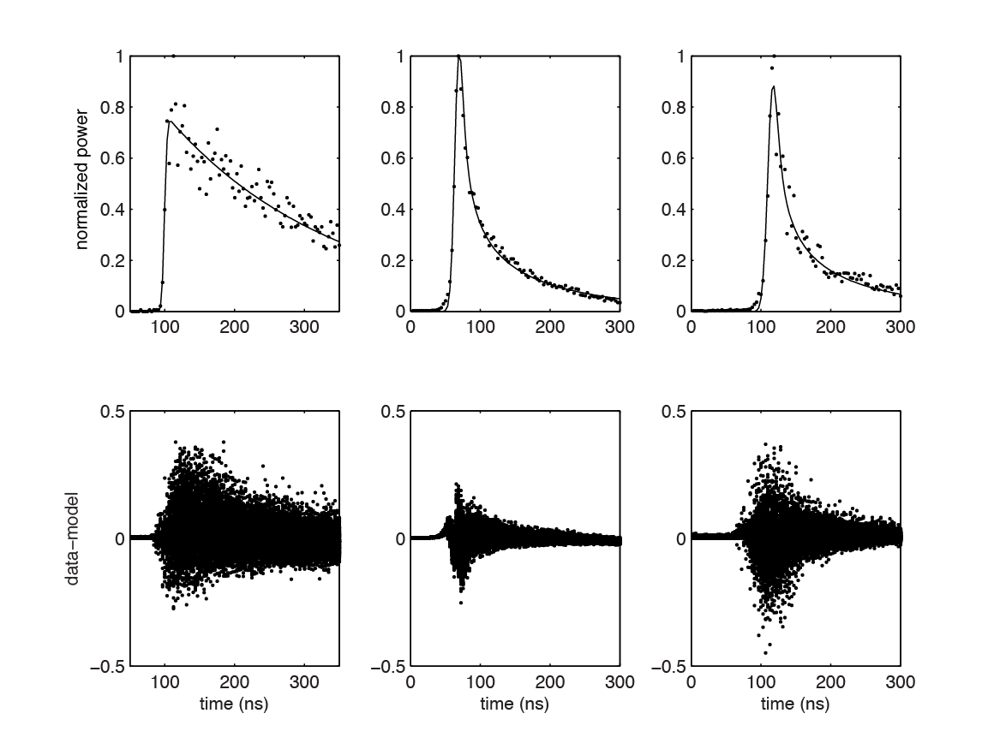 1 1 1
0.8 0.8 0.8
0.6 0.6 0.6
0.4 0.4 0.4
0.2 0.2 0.2
0 0 0
normalized power
100 200 300 0 100 200 300 0 100 200 300
0.5 0.5 0.5
0 0 0
−0.5 −0.5 −0.5
data−model
100 200 300 0 100 200 300 0 100 200 300
time (ns) time (ns) time (ns)